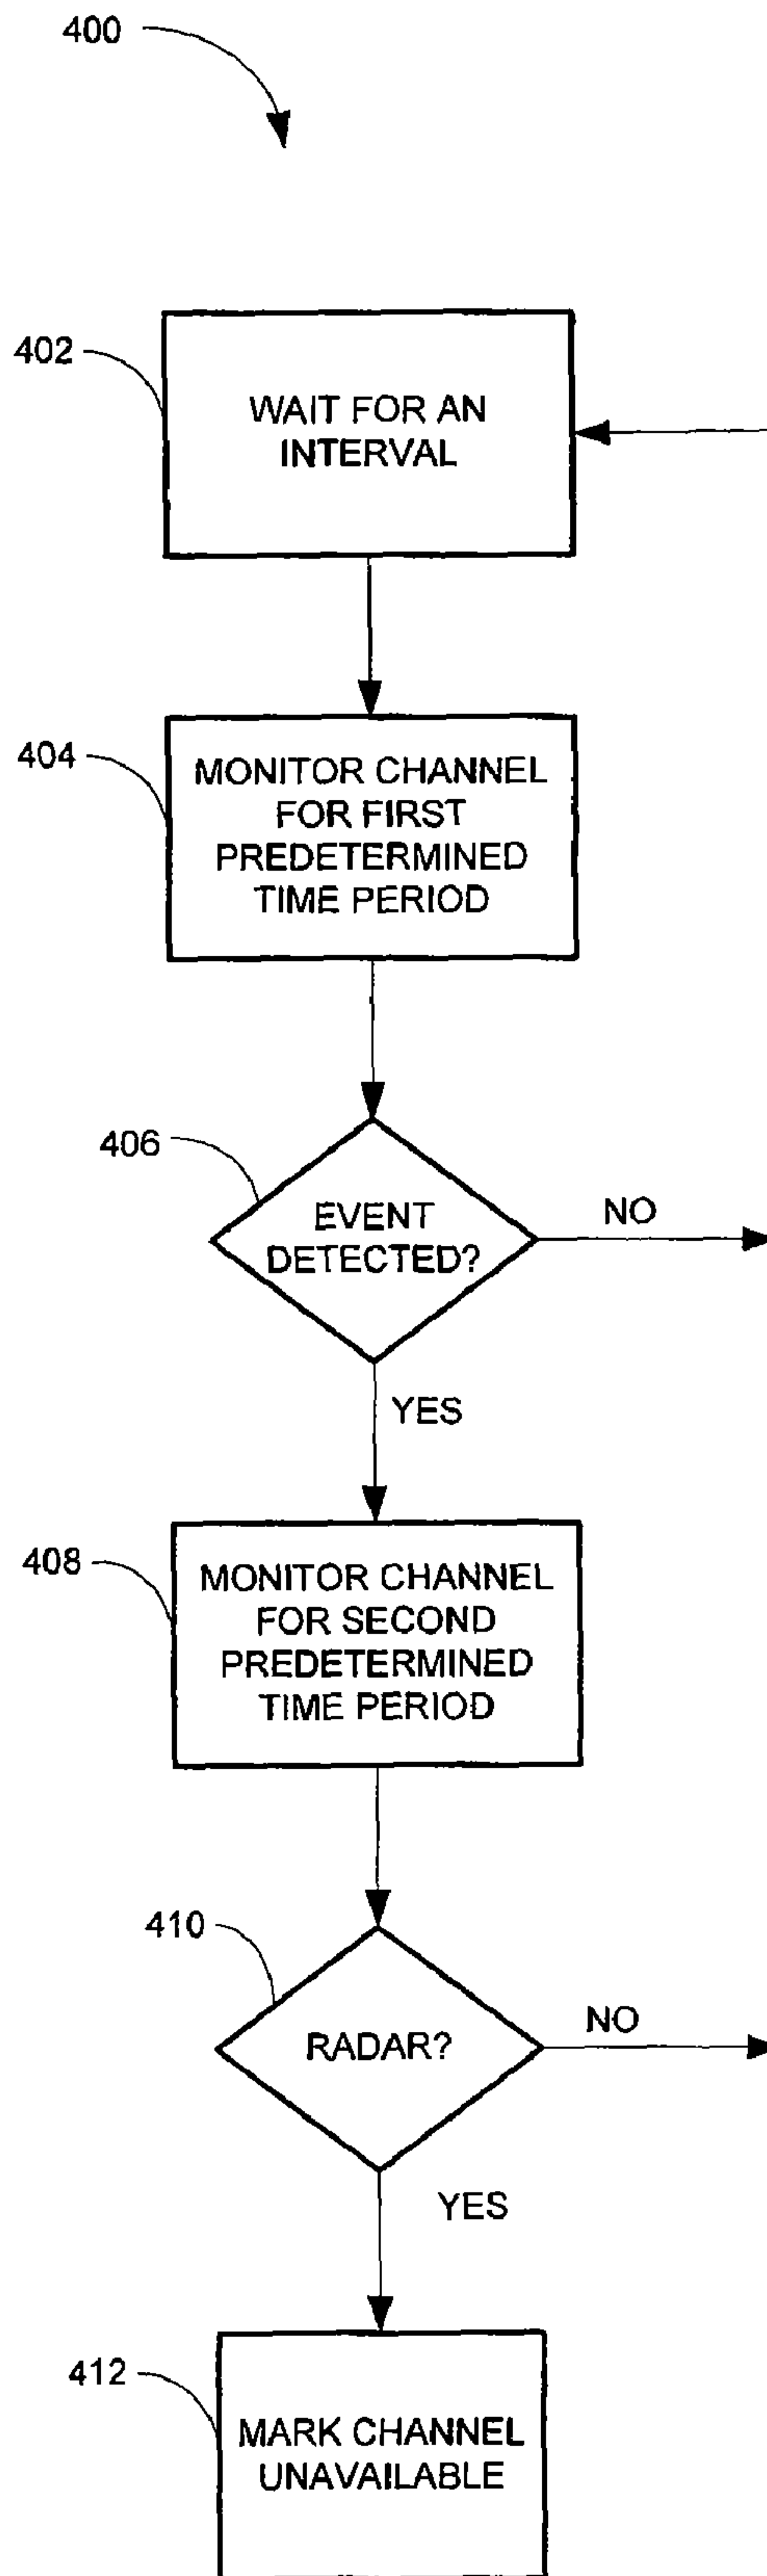 400
402
WAIT FOR AN
INTERVAL
404
MONITOR CHANNEL
FOR FIRST
PREDETERMINED
TIME PERIOD
406
EVENT
DETECTED?
NO
YES
408
MONITOR CHANNEL
FOR SECOND
PREDETERMINED
TIME PERIOD
410
RADAR?
NO
YES
412
MARK CHANNEL
UNAVAILABLE